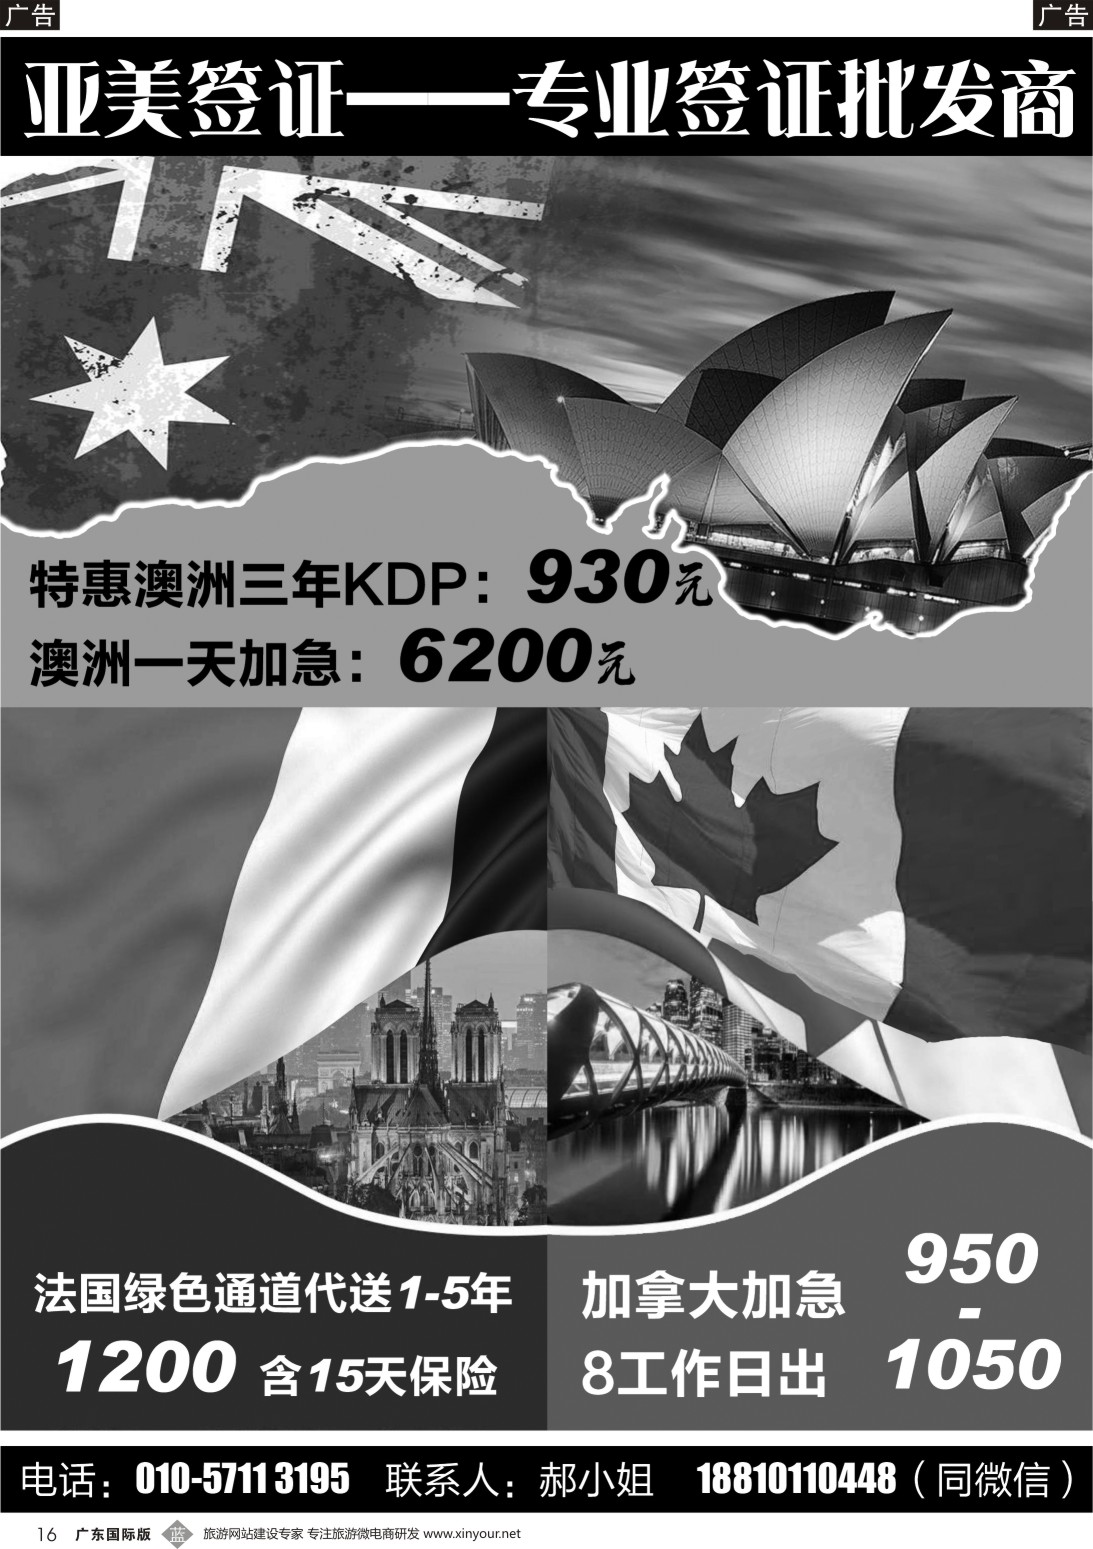 广告
广告
亚美签证——专业签证批发商
特惠澳洲三年KDP：930元
澳洲一天加急：6200元
法国绿色通道代送1-5年
1200 含15天保险
加拿大加急
8工作日出
950
-
1050
电话：010-5711 3195 联系人：郝小姐 18810110448（同微信）
16 广东国际版 蓝 旅游网站建设专家 专注旅游微电商研发 www.xinyour.net